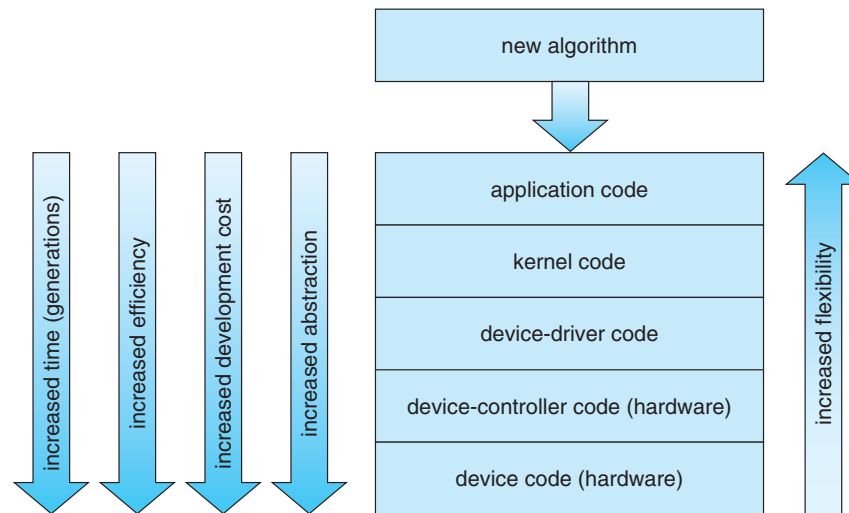 new algorithm
application code
kernel code
device-driver code
device-controller code (hardware)
device code (hardware)
increased time (generations)
increased efficiency
increased development cost
increased abstraction
increased flexibility